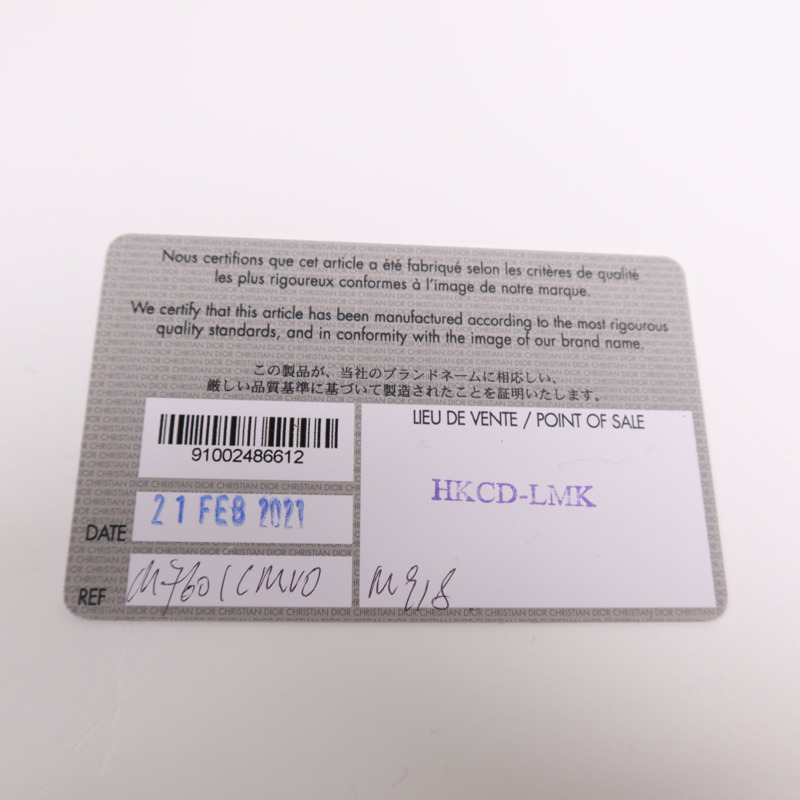 Nous certifions que cet article a été fabriqué selon les critères de qualité
les plus rigoureux conformes à l'image de notre marque.
We certify that this article has been manufactured according to the most rigourous
quality standards, and in conformity with the image of our brand name.
この製品が、当社のブランドネームに相応しい、
厳しい品質基準に基づいて製造されたことを証明いたします。
91002486612
LIEU DE VENTE / POINT OF SALE
HKCD-LMK
DATE 21 FEB 2021
REF
M918